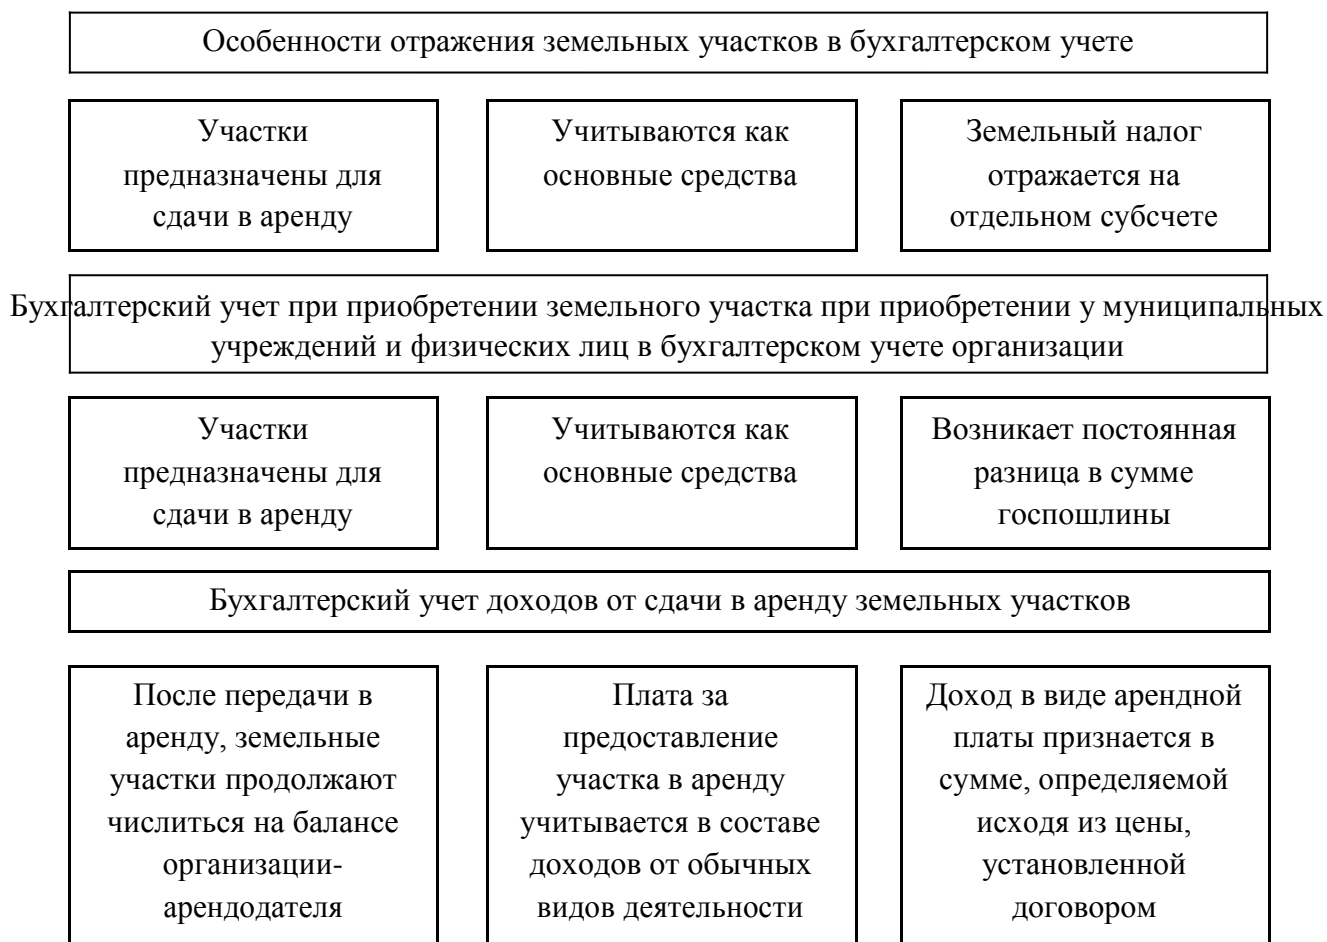 Особенности отражения земельных участков в бухгалтерском учете
Участки
предназначены для
сдачи в аренду
Учитываются как
основные средства
Земельный налог
отражается на
отдельном субсчете
Бухгалтерский учет при приобретении земельного участка при приобретении у муниципальных
учреждений и физических лиц в бухгалтерском учете организации
Участки
предназначены для
сдачи в аренду
Учитываются как
основные средства
Возникает постоянная
разница в сумме
госпошлины
Бухгалтерский учет доходов от сдачи в аренду земельных участков
После передачи в
аренду, земельные
участки продолжают
числиться на балансе
организации-
арендодателя
Плата за
предоставление
участка в аренду
учитывается в составе
доходов от обычных
видов деятельности
Доход в виде арендной
платы признается в
сумме, определяемой
исходя из цены,
установленной
договором